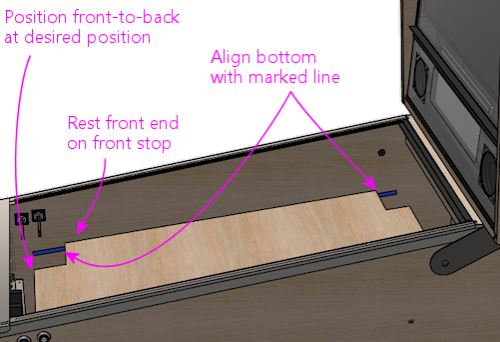 Position front-to-back
at desired position
Align bottom
with marked line
Rest front end
on front stop